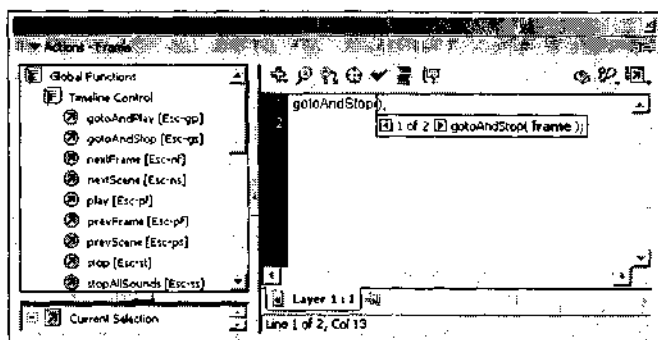 Actions - Frame
Global Functions
Timeline Control
gotoAndPlay [Esc-gp]
gotoAndStop [Esc-gs]
nextFrame [Esc-nf]
nextScene [Esc-ns]
play [Esc-pl]
prevFrame [Esc-pf]
prevScene [Esc-ps]
stop [Esc-st]
stopAllSounds [Esc-ss]
Current Selection
gotoAndStop();
2
1 of 2 gotoAndStop( frame );
Layer 1 : 1
Line 1 of 2, Col 13